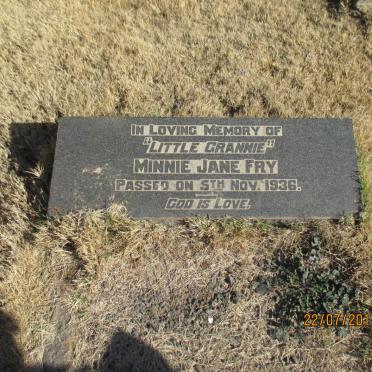 IN LOVING MEMORY OF
"LITTLE GRANNIE"
MINNIE JANE FRY
PASSED ON 5TH NOV. 1936.
GOD IS LOVE.